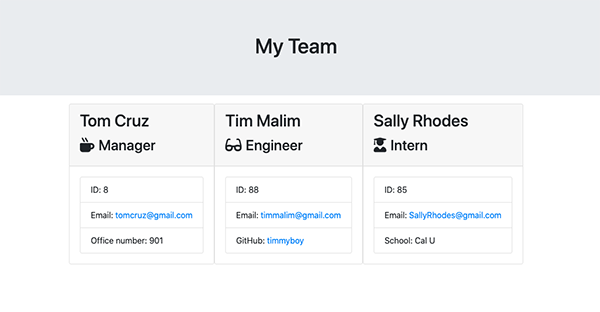 My Team
Tom Cruz
Manager
ID: 8
Email: tomcruz@gmail.com
Office number: 901
Tim Malim
Engineer
ID: 88
Email: timmalim@gmail.com
GitHub: timmyboy
Sally Rhodes
Intern
ID: 85
Email: SallyRhodes@gmail.com
School: Cal U